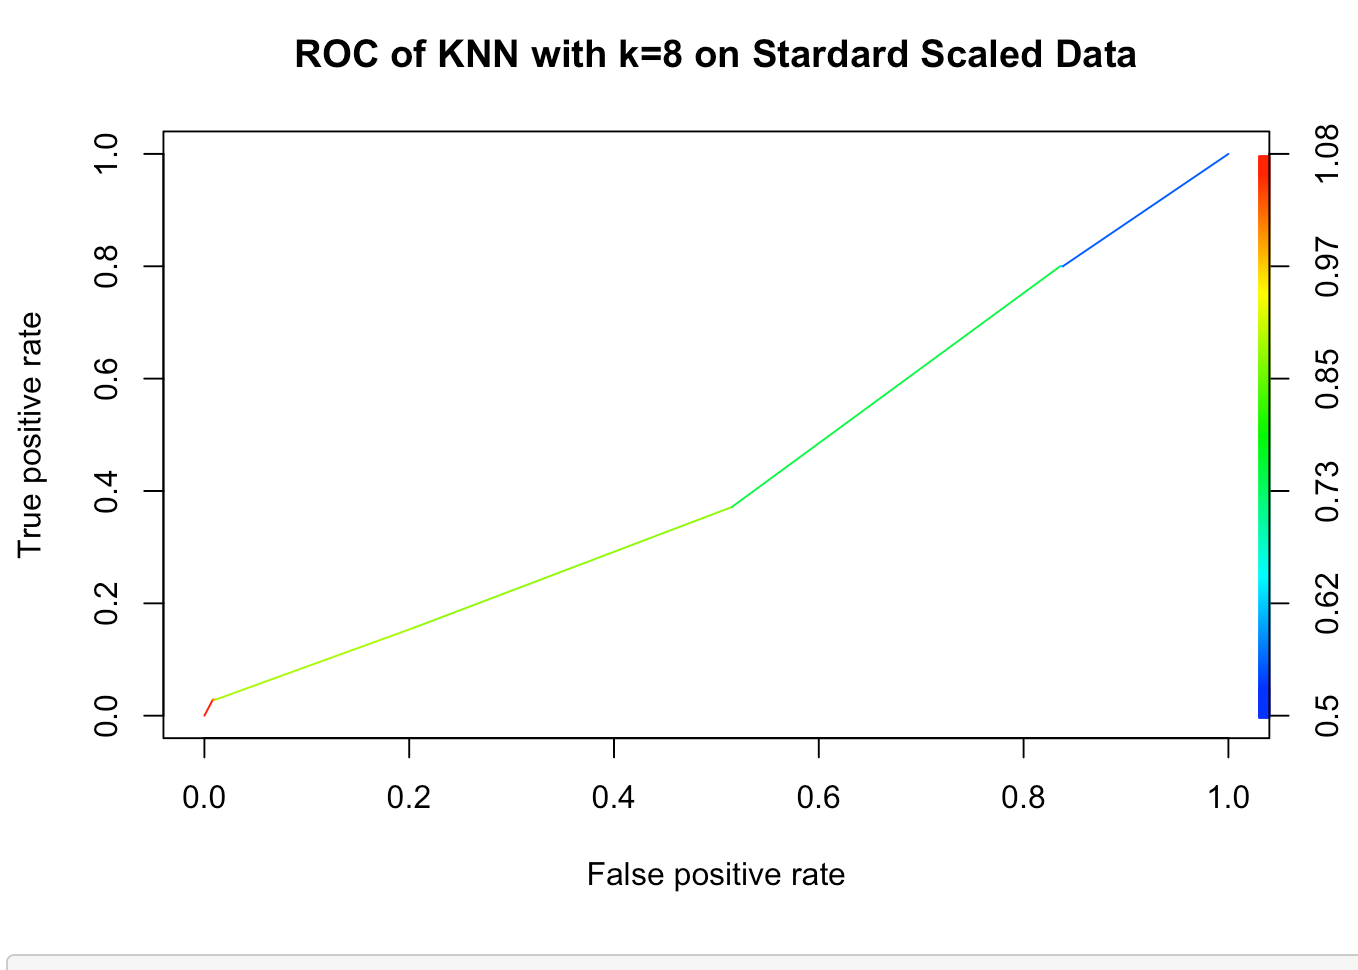 ROC of KNN with k=8 on Stardard Scaled Data
True positive rate
0.0 0.2 0.4 0.6 0.8 1.0
0.5 0.62 0.73 0.85 0.97 1.08
0.0 0.2 0.4 0.6 0.8 1.0
False positive rate